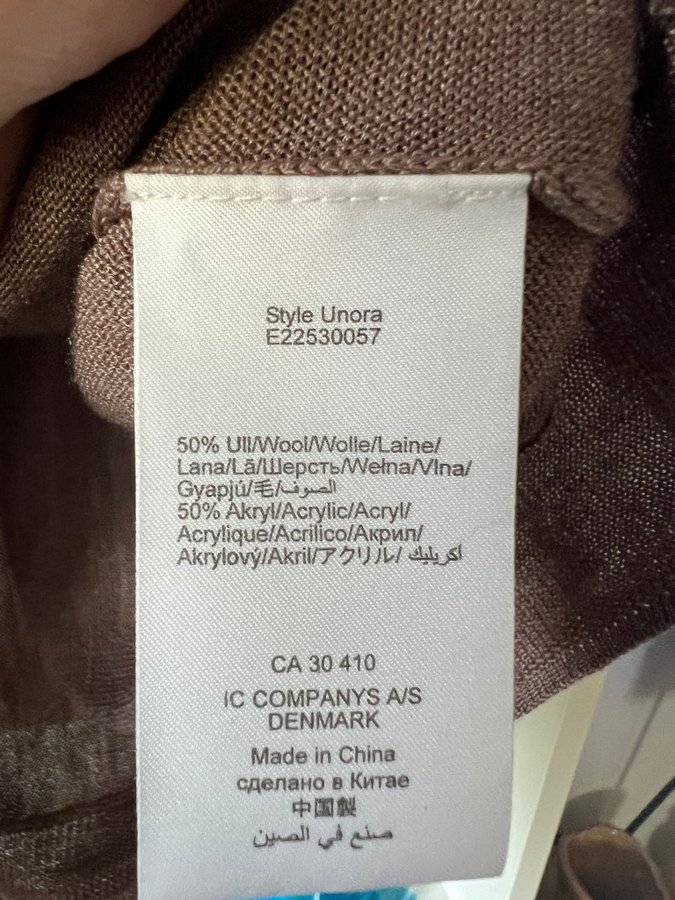 Style Unora
E22530057
50% Ull/Wool/Wolle/Laine/
Lana/Lã/Шерсть/Wełna/Vlna/
Gyapjú/毛/الصوف
50% Akryl/Acrylic/Acryl/
Acrylique/Acrilico/Акрил/
Akrylový/Akril/アクリル/ أكريليك
CA 30 410
IC COMPANYS A/S
DENMARK
Made in China
сделано в Китае
中国製
صنع في الصين